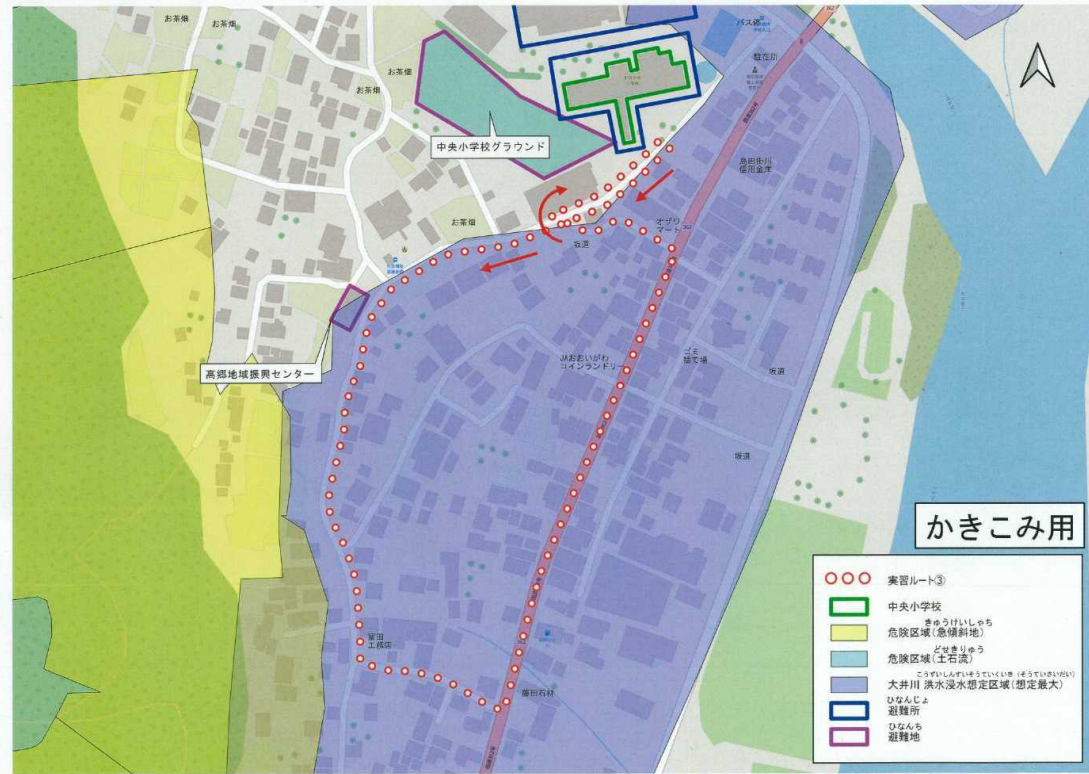 お茶畑
お茶畑
お茶畑
お茶畑
バス停
駐在所
中央小学校グラウンド
島田掛川
信用金庫
お茶畑
オザワ
マート
362
坂道
高郷地域振興センター
JAおおいがわ
コインランドリー
ゴミ
捨て場
坂道
坂道
かきこみ用
富田
工務店
藤田石材
実習ルート③
中央小学校
きゅうけいしゃち
危険区域(急傾斜地)
どせきりゅう
危険区域(土石流)
こうずいしんすいそうていくいき(そうていさいだい)
大井川 洪水浸水想定区域(想定最大)
ひなんじょ
避難所
ひなんち
避難地